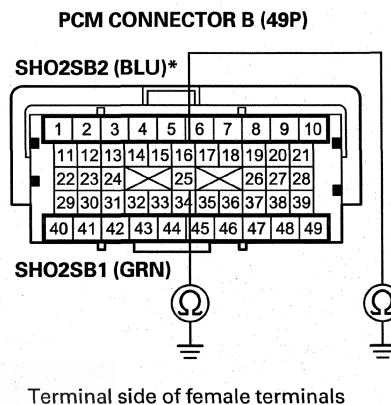 PCM CONNECTOR B (49P)
SHO2SB2 (BLU)*
1 2 3 4 5 6 7 8 9 10
11 12 13 14 15 16 17 18 19 20 21
22 23 24 25 26 27 28
29 30 31 32 33 34 35 36 37 38 39
40 41 42 43 44 45 46 47 48 49
SHO2SB1 (GRN)
Ω Ω
Terminal side of female terminals